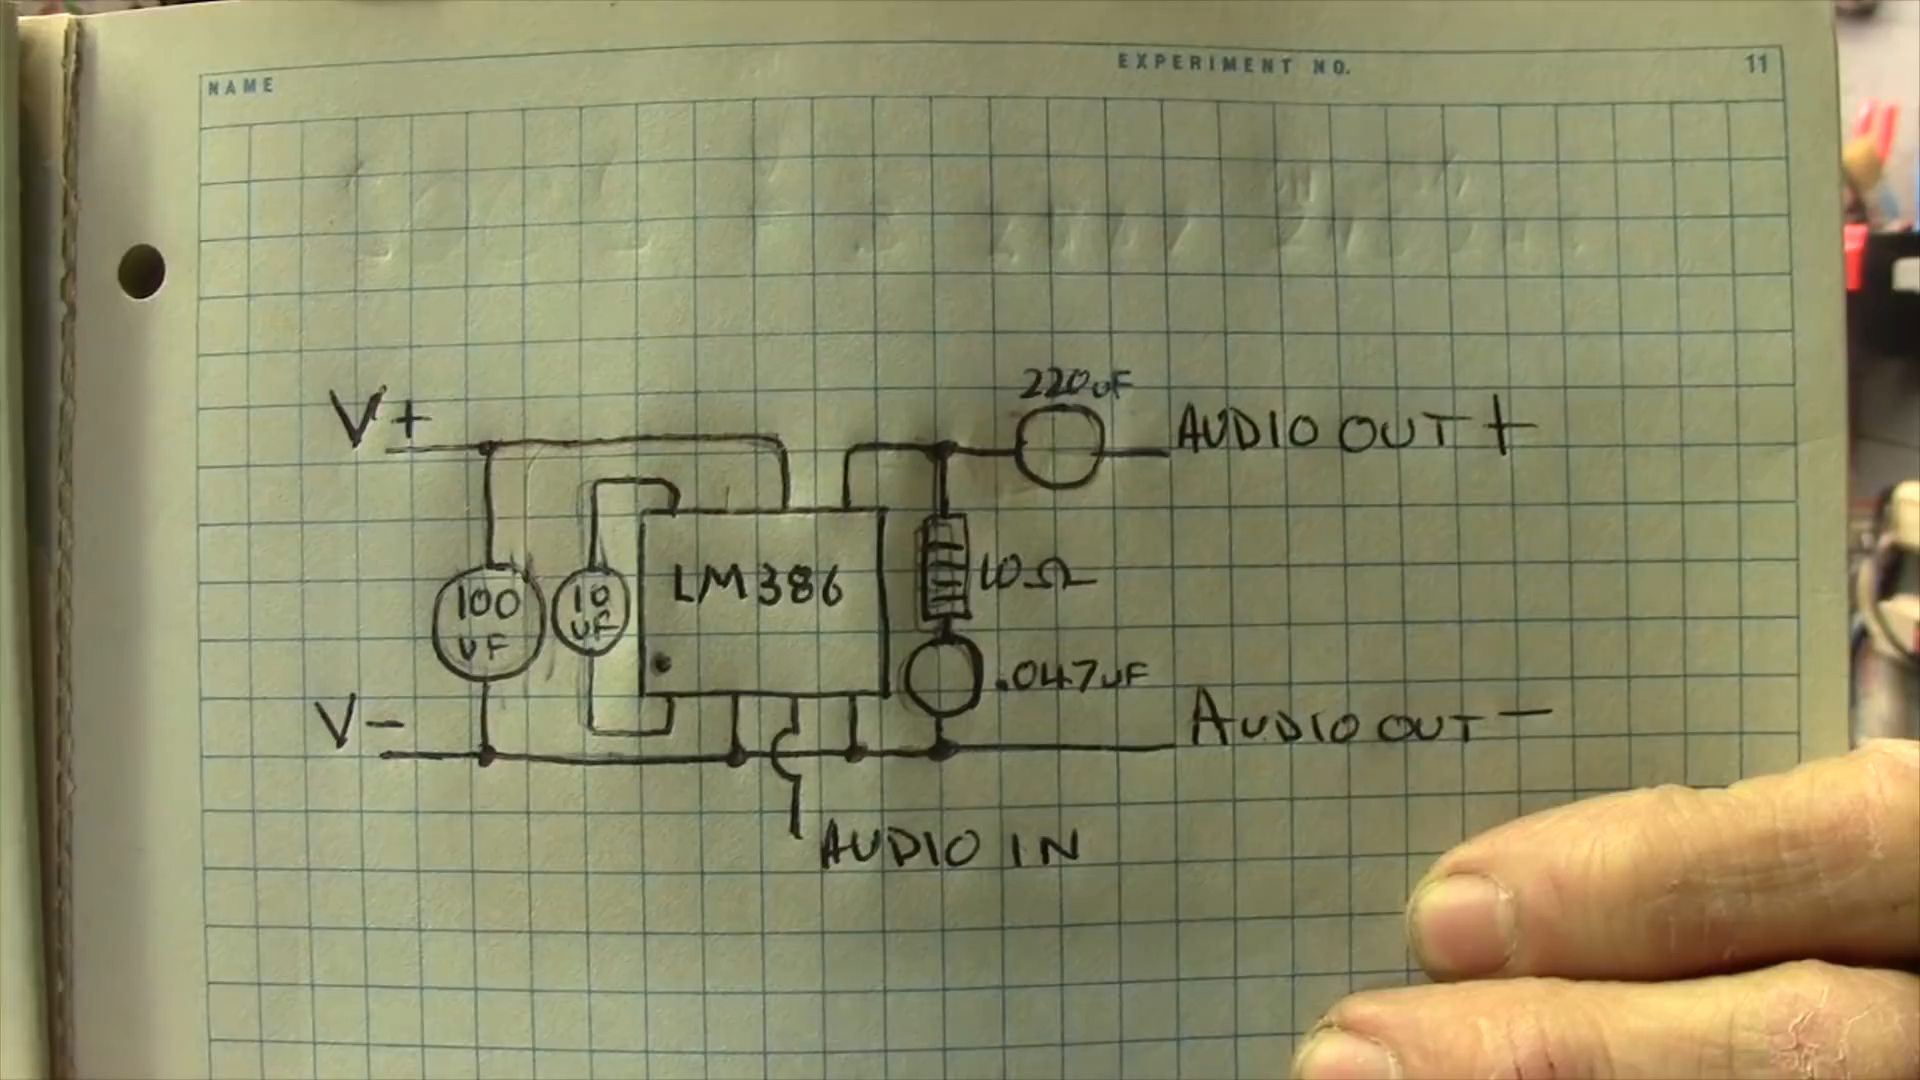 NAME
EXPERIMENT NO.
11
220uF
V+
AUDIO OUT +
100
UF
10
UF
LM386
10Ω
.047uF
V-
AUDIO OUT -
AUDIO IN